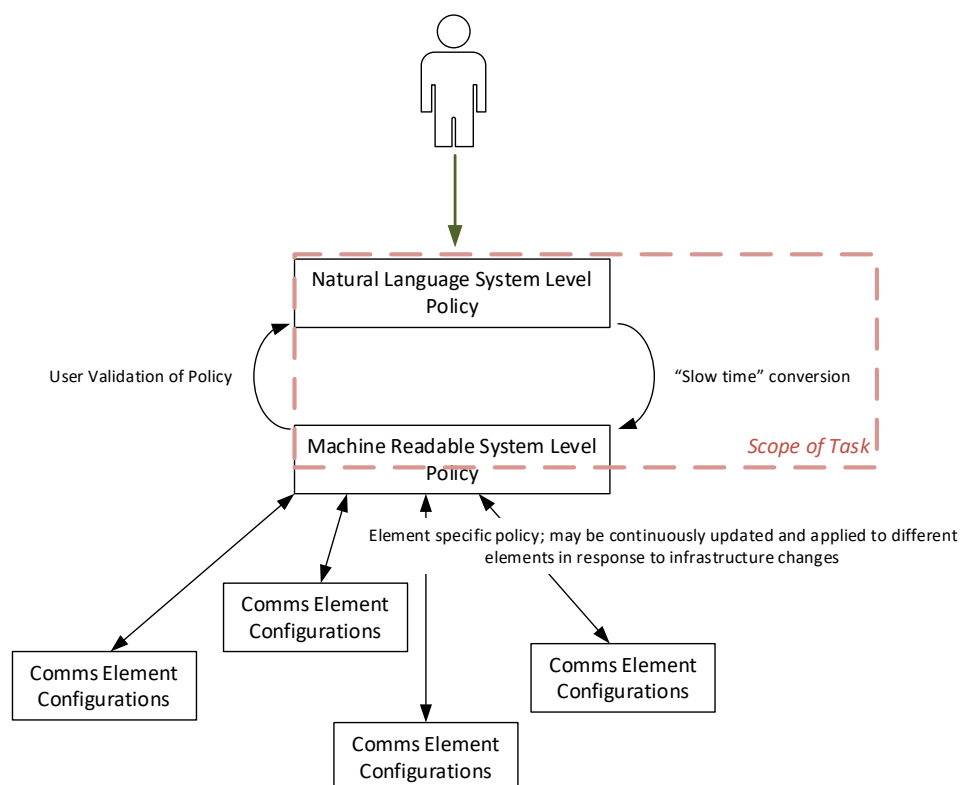 Natural Language System Level
Policy
User Validation of Policy
“Slow time” conversion
Machine Readable System Level
Policy
Scope of Task
Element specific policy; may be continuously updated and applied to different
elements in response to infrastructure changes
Comms Element
Configurations
Comms Element
Configurations
Comms Element
Configurations
Comms Element
Configurations